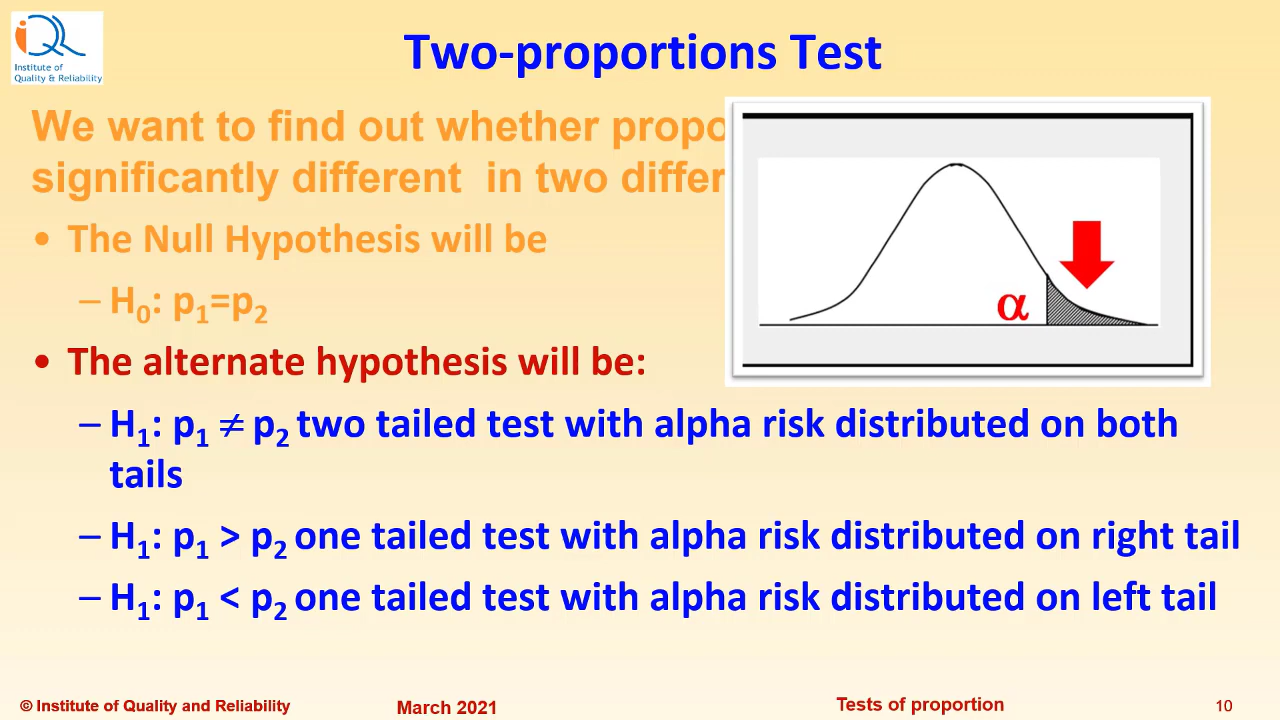 iQR
Institute of
Quality & Reliability
Two-proportions Test
We want to find out whether
significantly different in two
• The Null Hypothesis will be
– H₀: p₁=p₂
α
• The alternate hypothesis will be:
– H₁: p₁ ≠ p₂ two tailed test with alpha risk distributed on both
tails
– H₁: p₁ > p₂ one tailed test with alpha risk distributed on right tail
– H₁: p₁ < p₂ one tailed test with alpha risk distributed on left tail
© Institute of Quality and Reliability
March 2021
Tests of proportion
10